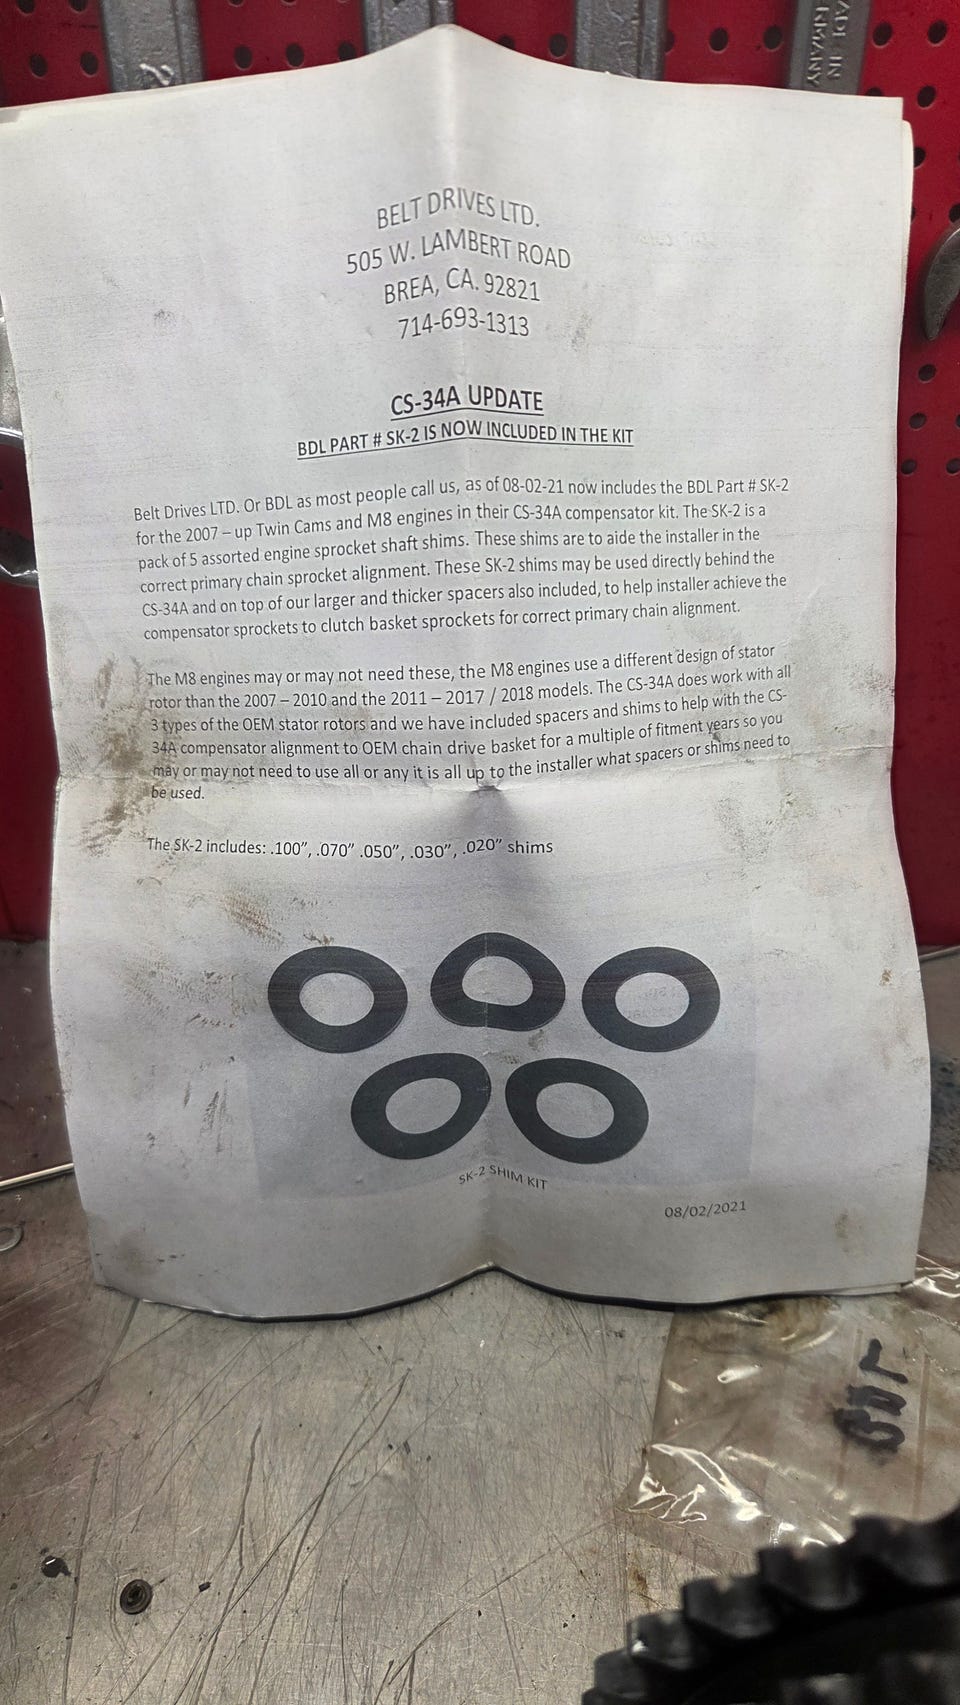 ADE IN
RMANY
BELT DRIVES LTD.
505 W. LAMBERT ROAD
BREA, CA. 92821
714-693-1313
CS-34A UPDATE
BDL PART # SK-2 IS NOW INCLUDED IN THE KIT
Belt Drives LTD. Or BDL as most people call us, as of 08-02-21 now includes the BDL Part # SK-2
for the 2007 – up Twin Cams and M8 engines in their CS-34A compensator kit. The SK-2 is a
pack of 5 assorted engine sprocket shaft shims. These shims are to aide the installer in the
correct primary chain sprocket alignment. These SK-2 shims may be used directly behind the
CS-34A and on top of our larger and thicker spacers also included, to help installer achieve the
compensator sprockets to clutch basket sprockets for correct primary chain alignment.
The M8 engines may or may not need these, the M8 engines use a different design of stator
rotor than the 2007 – 2010 and the 2011 – 2017 / 2018 models. The CS-34A does work with all
3 types of the OEM stator rotors and we have included spacers and shims to help with the CS-
34A compensator alignment to OEM chain drive basket for a multiple of fitment years so you
may or may not need to use all or any it is all up to the installer what spacers or shims need to
be used.
The SK-2 includes: .100”, .070” .050”, .030”, .020” shims
SK-2 SHIM KIT
08/02/2021
BDL